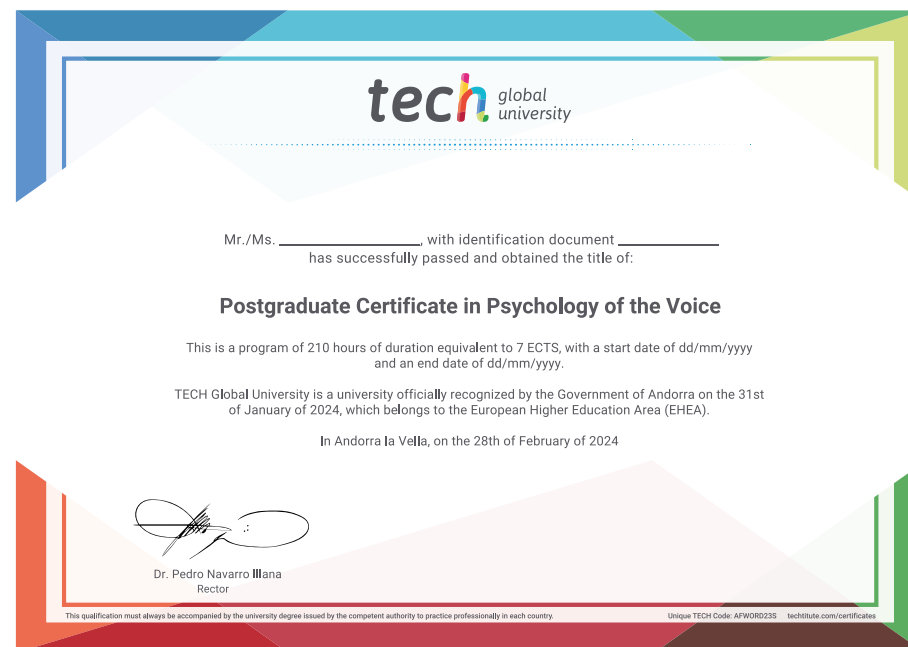 tech global university
Mr./Ms. ____________________, with identification document ______________
has successfully passed and obtained the title of:
Postgraduate Certificate in Psychology of the Voice
This is a program of 210 hours of duration equivalent to 7 ECTS, with a start date of dd/mm/yyyy
and an end date of dd/mm/yyyy.
TECH Global University is a university officially recognized by the Government of Andorra on the 31st
of January of 2024, which belongs to the European Higher Education Area (EHEA).
In Andorra la Vella, on the 28th of February of 2024
Dr. Pedro Navarro Illana
Rector
This qualification must always be accompanied by the university degree issued by the competent authority to practice professionally in each country.
Unique TECH Code: AFWORD23S techtitute.com/certificates